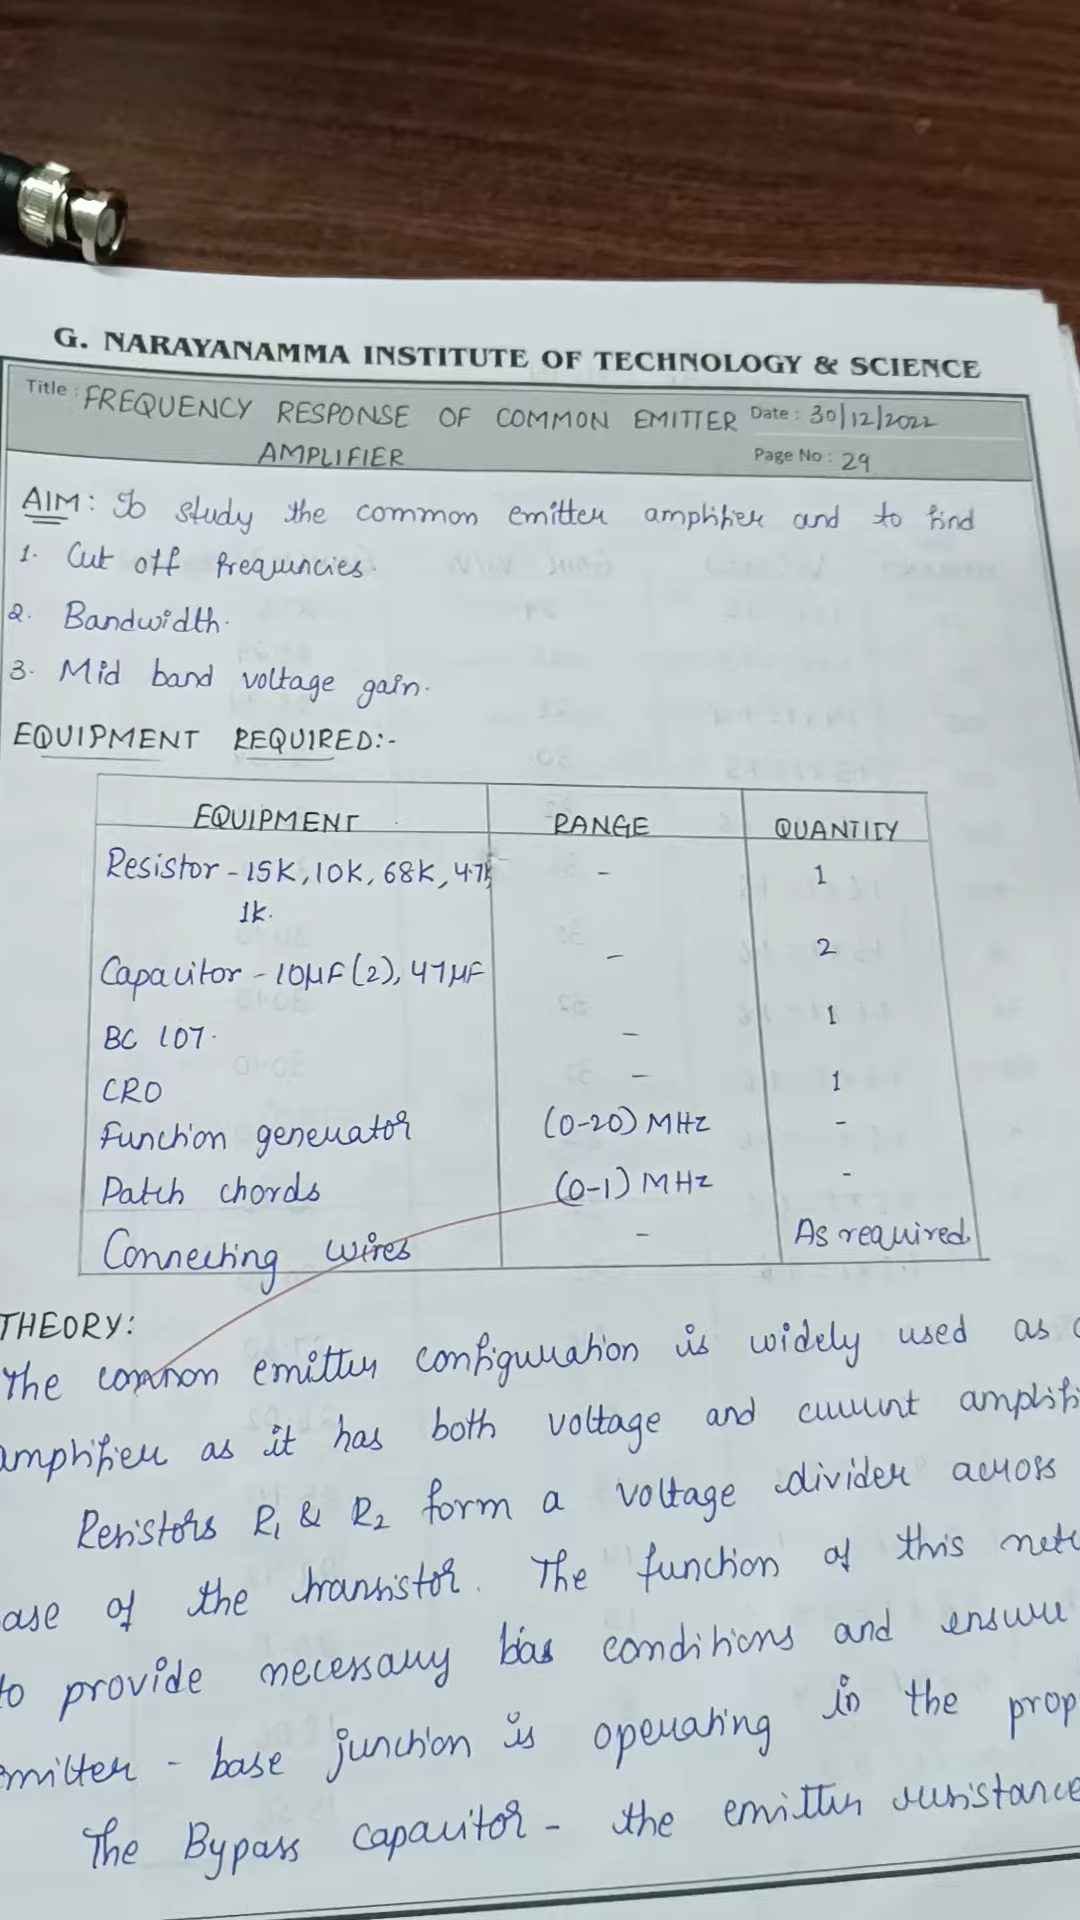 G. NARAYANAMMA INSTITUTE OF TECHNOLOGY & SCIENCE
Title : FREQUENCY RESPONSE OF COMMON EMITTER Date : 30/12/2022
AMPLIFIER Page No : 29
AIM: To study the common emitter amplifier and to find
1. Cut off frequncies.
2. Bandwidth.
3. Mid band voltage gain.
EQUIPMENT REQUIRED:-
EQUIPMENT RANGE QUANTITY
Resistor - 15K, 10K, 68K, 4.7K - 1
1K.
Capacitor - 10µF (2), 47µF - 2
BC 107. - 1
CRO - 1
Function generator (0-20) MHz -
Patch chords (0-1) MHz -
Connecting wires - As required
THEORY:
The common emitter configuration is widely used as
amplifier as it has both voltage and current amplifi
Resistors R1 & R2 form a voltage divider across
ase of the transistor. The function of this netw
to provide necessary bias conditions and ensure
emitter - base junction is operating in the prop
The Bypass capacitor - the emitter resistance